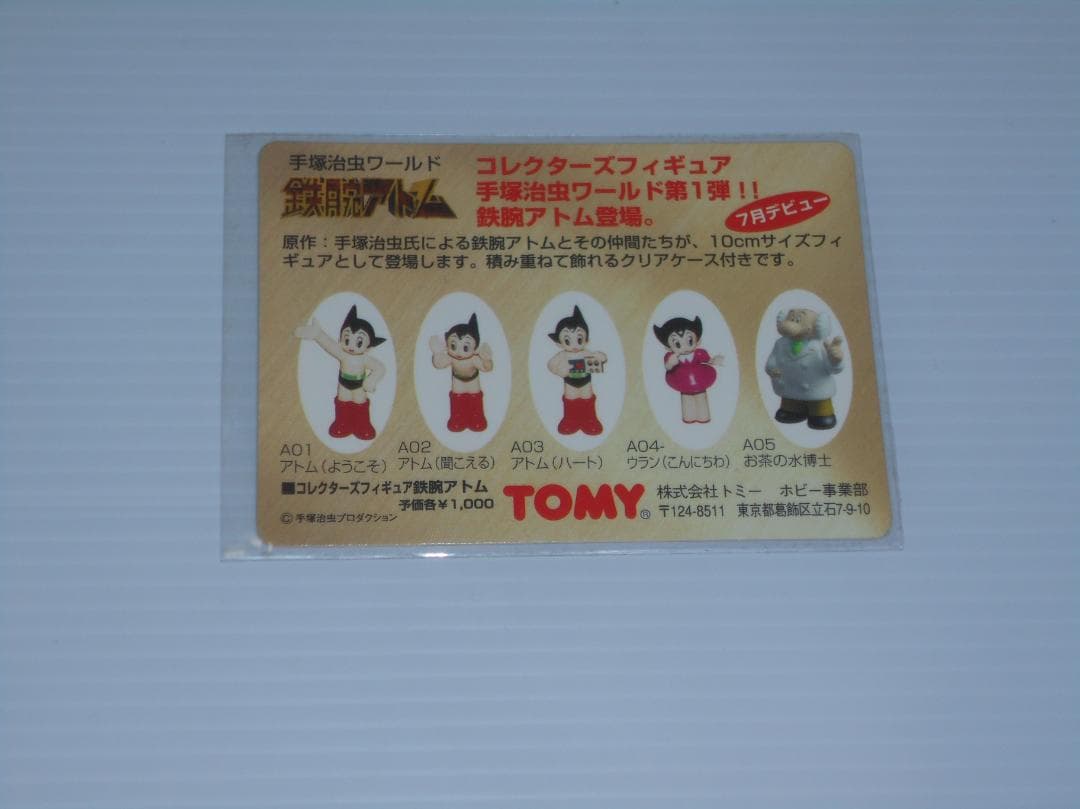 手塚治虫ワールド
鉄腕アトム
コレクターズフィギュア
手塚治虫ワールド第1弾!!
鉄腕アトム登場。
7月デビュー
原作：手塚治虫氏による鉄腕アトムとその仲間たちが、10cmサイズフィ
ギュアとして登場します。積み重ねて飾れるクリアケース付きです。
1
A01
アトム(ようこそ)
A02
アトム(聞こえる)
A03
アトム(ハート)
A04-
ウラン(こんにちわ)
A05
お茶の水博士
■コレクターズフィギュア鉄腕アトム
予価各¥1,000
©手塚治虫プロダクション
TOMY®
株式会社トミー ホビー事業部
〒124-8511 東京都葛飾区立石7-9-10